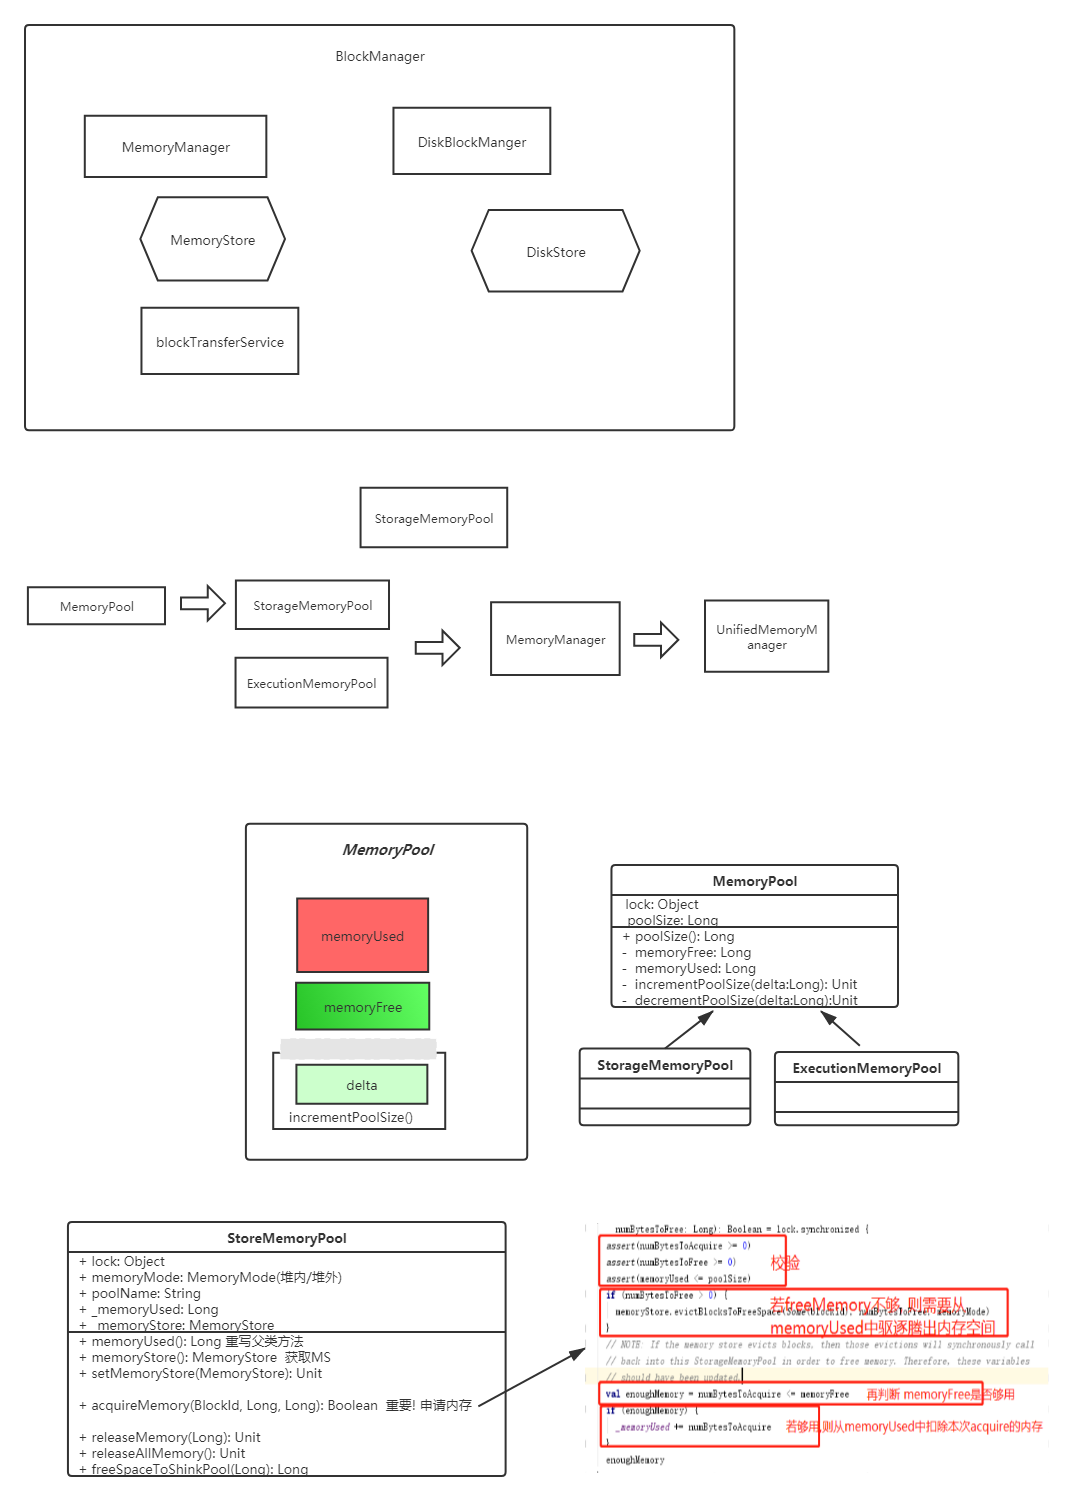 BlockManager
MemoryManager
DiskBlockManger
MemoryStore
DiskStore
blockTransferService
StorageMemoryPool
MemoryPool
StorageMemoryPool
ExecutionMemoryPool
MemoryManager
UnifiedMemoryM
anager
MemoryPool
memoryUsed
memoryFree
delta
incrementPoolSize()
MemoryPool
lock: Object
_poolSize: Long
+ poolSize(): Long
- memoryFree: Long
- memoryUsed: Long
- incrementPoolSize(delta:Long): Unit
- decrementPoolSize(delta:Long):Unit
StorageMemoryPool
ExecutionMemoryPool
StoreMemoryPool
+ lock: Object
+ memoryMode: MemoryMode(堆内/堆外)
+ poolName: String
+ _memoryUsed: Long
+ _memoryStore: MemoryStore
+ memoryUsed(): Long 重写父类方法
+ memoryStore(): MemoryStore 获取MS
+ setMemoryStore(MemoryStore): Unit
+ acquireMemory(BlockId, Long, Long): Boolean 重要! 申请内存
+ releaseMemory(Long): Unit
+ releaseAllMemory(): Unit
+ freeSpaceToShinkPool(Long): Long
numBytesToFree: Long): Boolean = lock.synchronized {
assert(numBytesToAcquire >= 0)
assert(numBytesToFree >= 0)
校验
assert(memoryUsed <= poolSize)
if (numBytesToFree > 0) {
若freeMemory不够, 则需要从
memoryStore.evictBlocksToFreeSpace(Some(blockId), numBytesToFree, memoryMode)
}
memoryUsed中驱逐腾出内存空间
// NOTE: If the memory store evicts blocks, then those evictions will synchronously call
// back into this StorageMemoryPool in order to free memory. Therefore, these variables
// should have been updated.
val enoughMemory = numBytesToAcquire <= memoryFree
再判断 memoryFree是否够用
if (enoughMemory) {
_memoryUsed += numBytesToAcquire
若够用,则从memoryUsed中扣除本次acquire的内存
}
enoughMemory